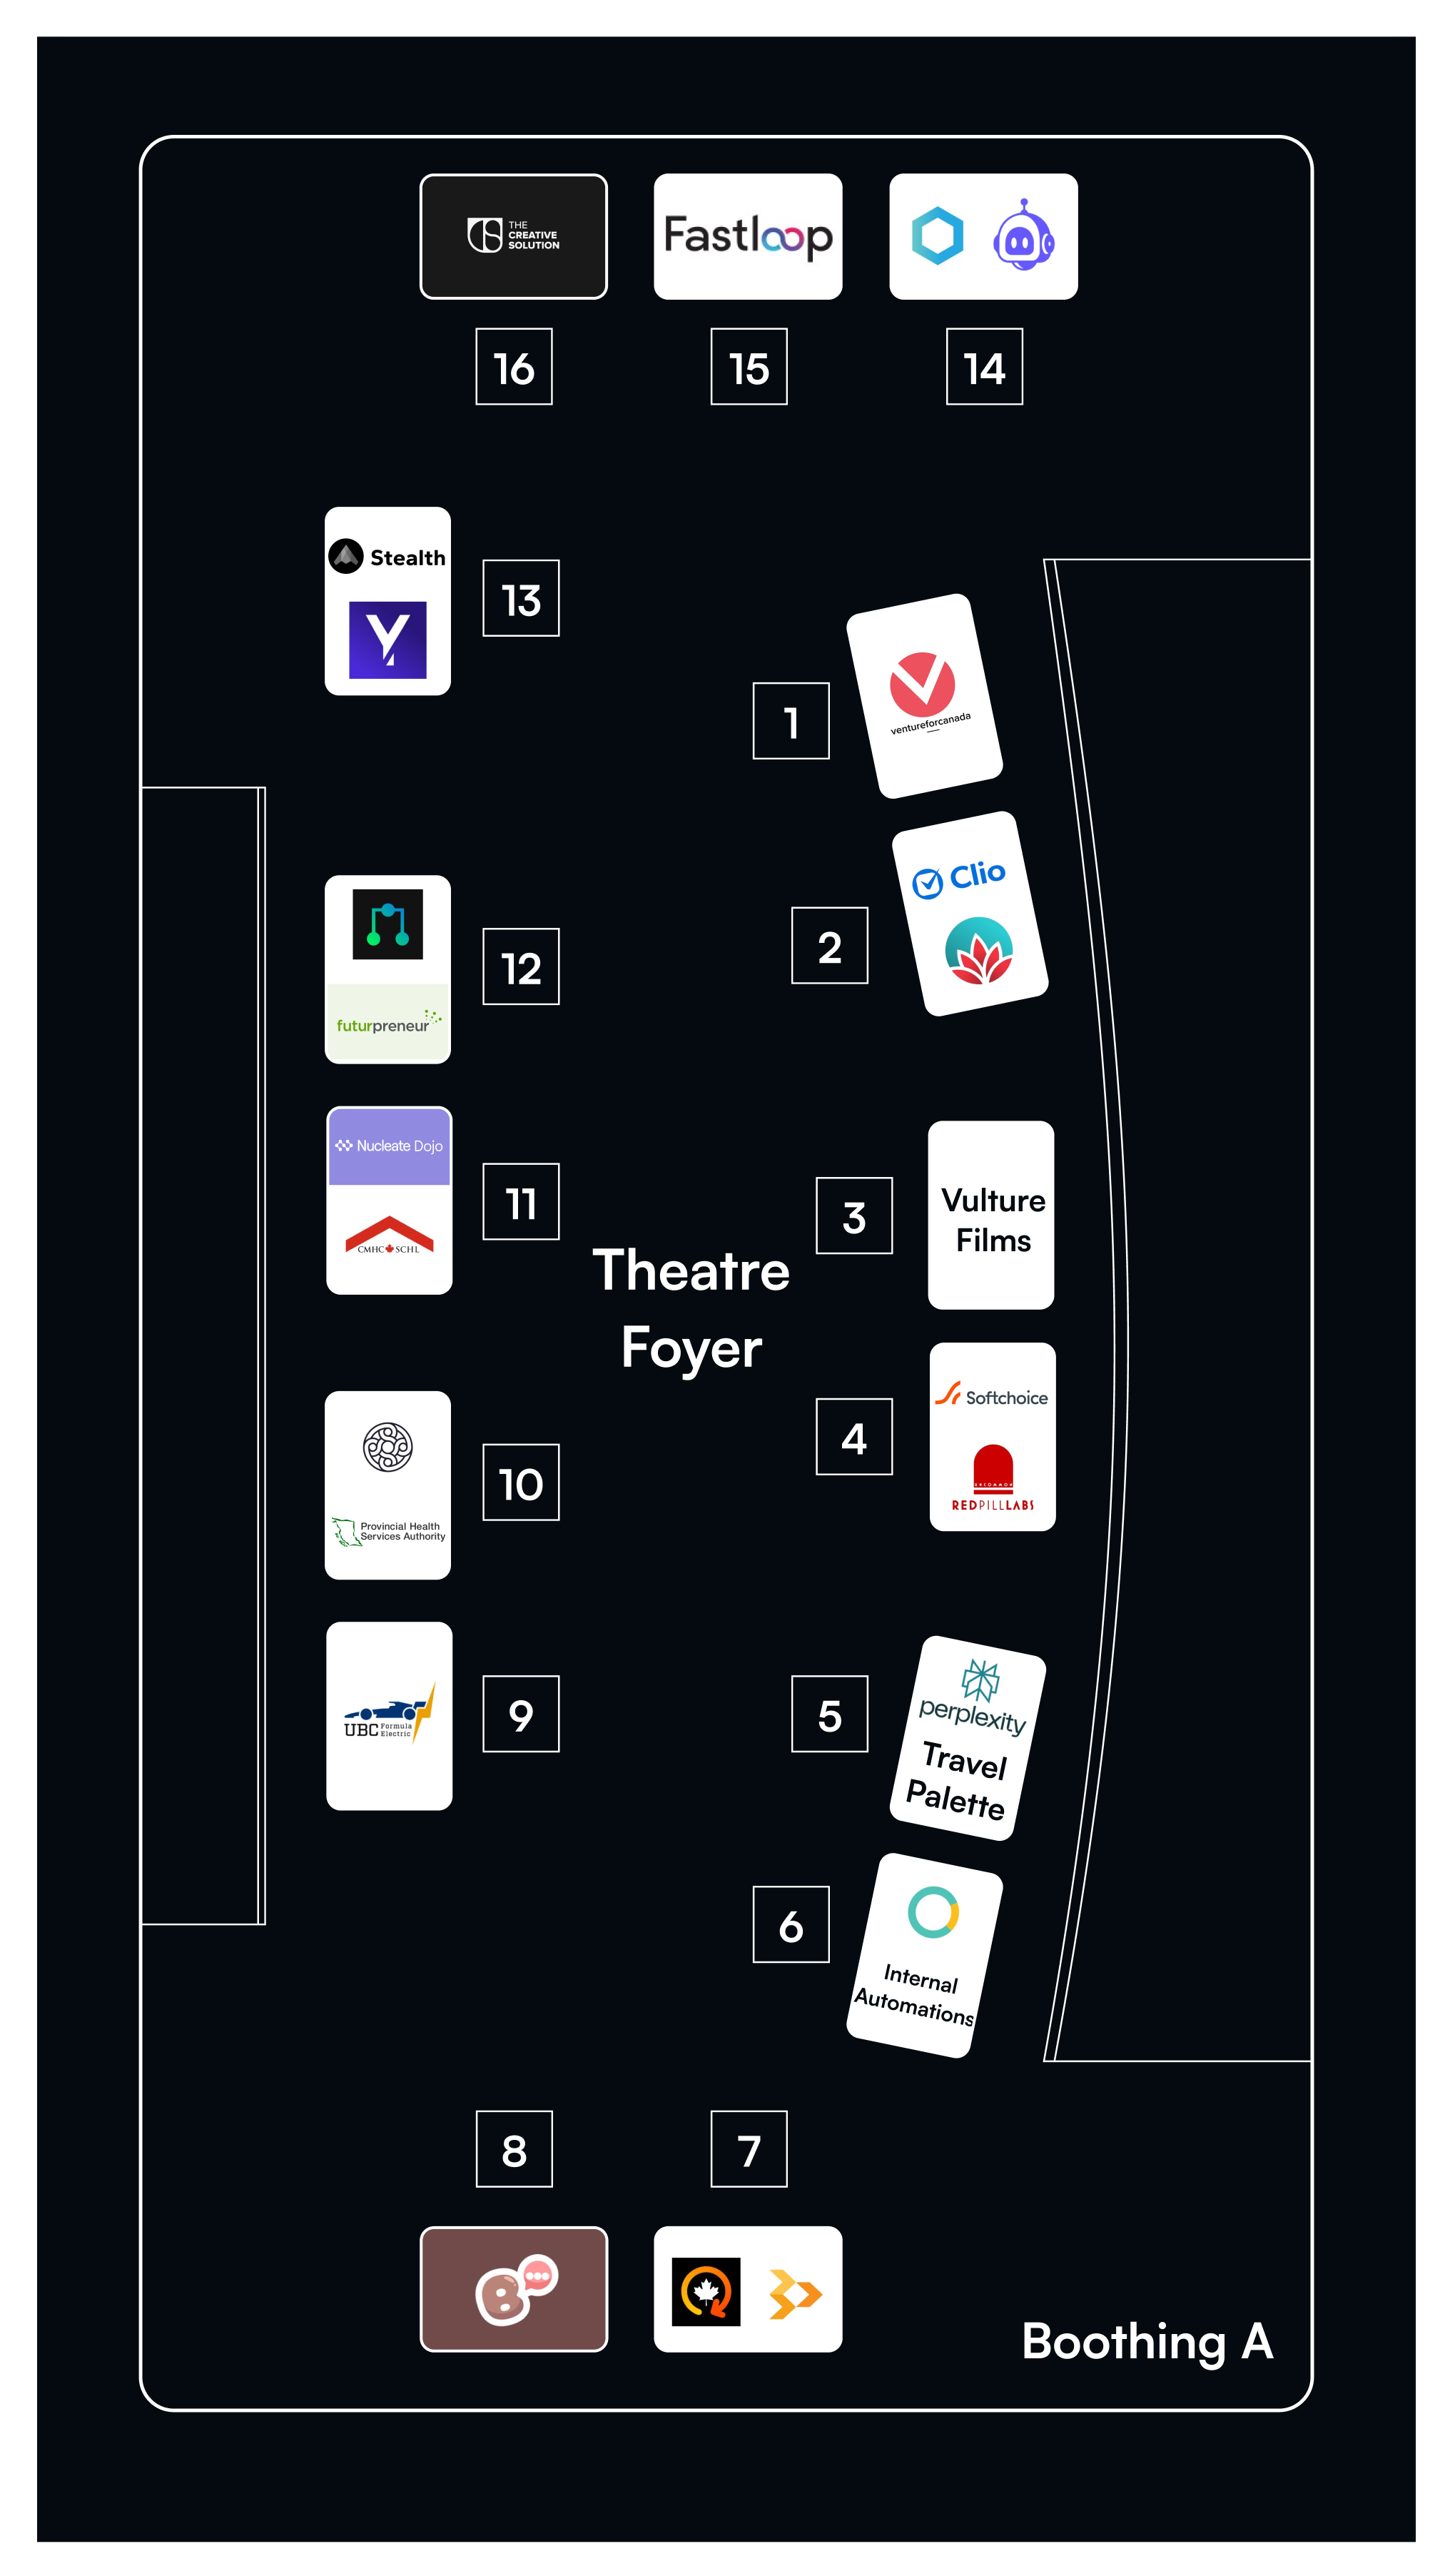 THE
CREATIVE
SOLUTION
Fastloop
16
15
14
Stealth
13
1
ventureforcanada
Clio
2
12
futurpreneur
Nucleate Dojo
11
CMHC SCHL
3
Vulture
Films
Theatre
Foyer
4
Softchoice
REDPILLLABS
10
Provincial Health
Services Authority
9
UBC Formula
Electric
5
perplexity
Travel
Palette
6
Internal
Automations
8
7
Boothing A